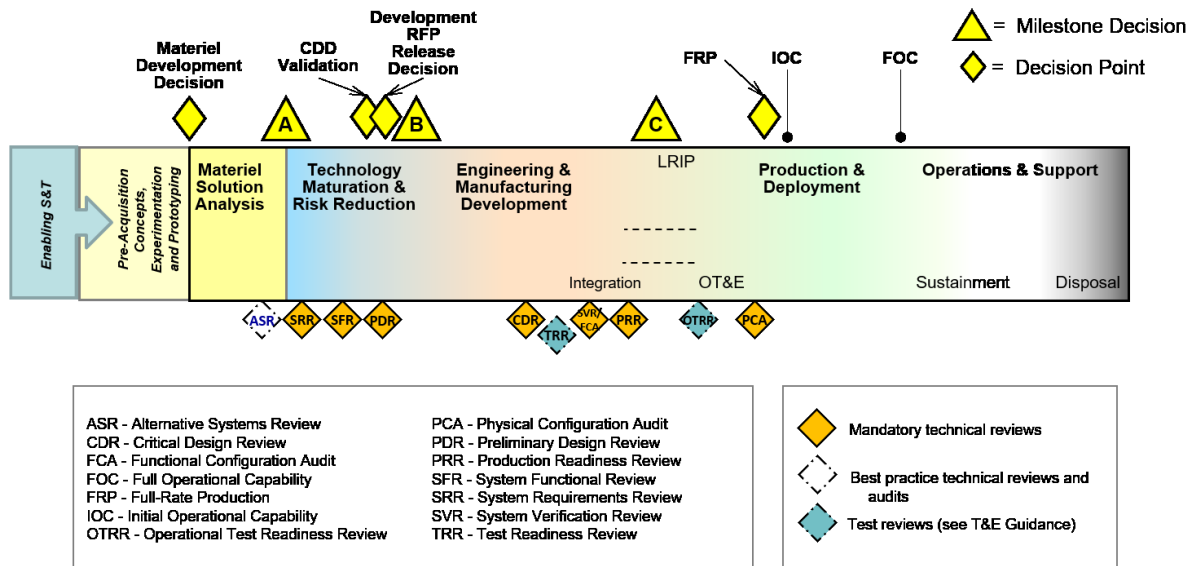 Materiel
Development
Decision
CDD
Validation
Development
RFP
Release
Decision
FRP
IOC
FOC
= Milestone Decision
= Decision Point
A
B
C
Enabling S&T
Pre-Acquisition
Concepts,
Experimentation
and Prototyping
Materiel
Solution
Analysis
Technology
Maturation &
Risk Reduction
Engineering &
Manufacturing
Development
LRIP
Production &
Deployment
Operations & Support
Integration
OT&E
Sustainment
Disposal
ASR
SRR
SFR
PDR
CDR
TRR
SVR/
FCA
PRR
OTRR
PCA
ASR - Alternative Systems Review
CDR - Critical Design Review
FCA - Functional Configuration Audit
FOC - Full Operational Capability
FRP - Full-Rate Production
IOC - Initial Operational Capability
OTRR - Operational Test Readiness Review
PCA - Physical Configuration Audit
PDR - Preliminary Design Review
PRR - Production Readiness Review
SFR - System Functional Review
SRR - System Requirements Review
SVR - System Verification Review
TRR - Test Readiness Review
Mandatory technical reviews
Best practice technical reviews and
audits
Test reviews (see T&E Guidance)